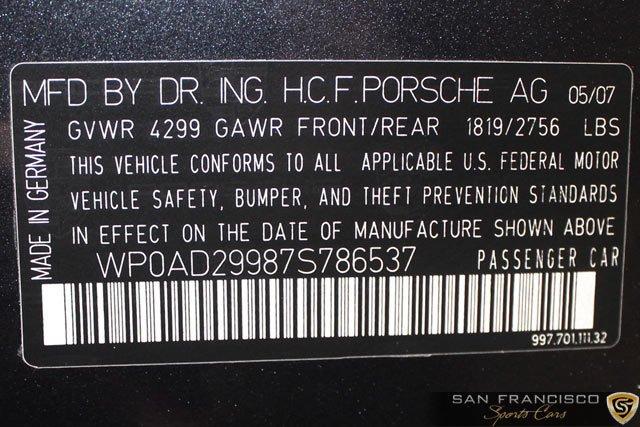 MFD BY DR. ING. H.C.F.PORSCHE AG 05/07
GVWR 4299 GAWR FRONT/REAR 1819/2756 LBS
THIS VEHICLE CONFORMS TO ALL APPLICABLE U.S. FEDERAL MOTOR
VEHICLE SAFETY, BUMPER, AND THEFT PREVENTION STANDARDS
IN EFFECT ON THE DATE OF MANUFACTURE SHOWN ABOVE
WP0AD29987S786537 PASSENGER CAR
997.701.111.32
MADE IN GERMANY
SAN FRANCISCO
Sports Cars